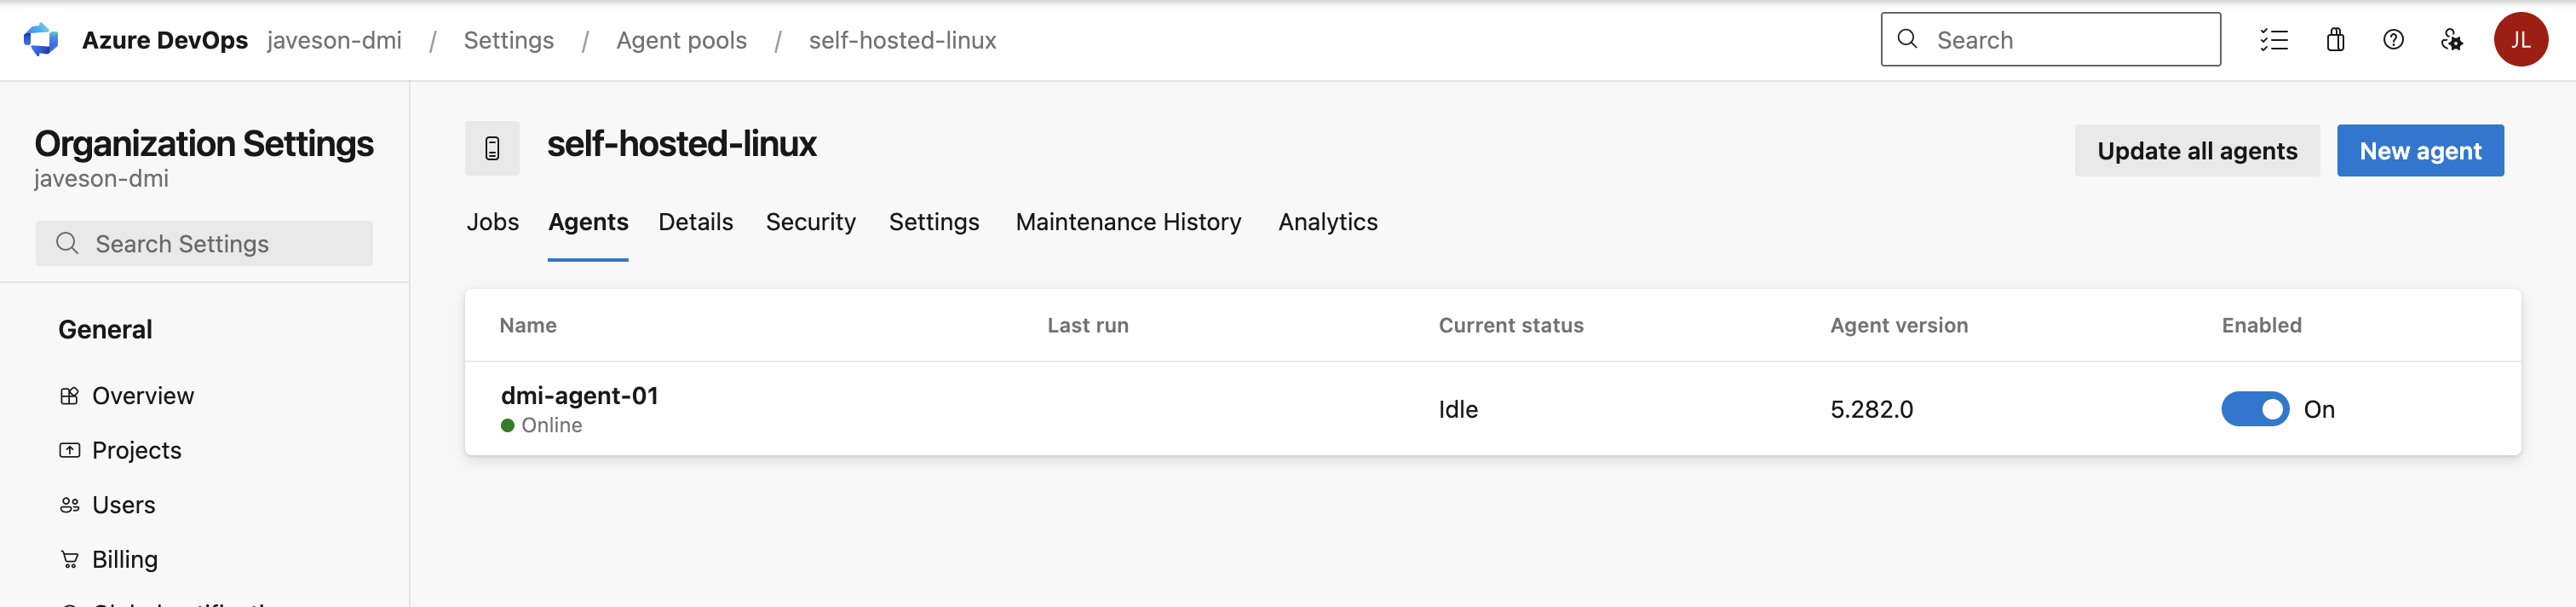 Azure DevOps javeson-dmi / Settings / Agent pools / self-hosted-linux
Search
JL
Organization Settings
javeson-dmi
Search Settings
General
Overview
Projects
Users
Billing
self-hosted-linux
Update all agents
New agent
Jobs Agents Details Security Settings Maintenance History Analytics
Name Last run Current status Agent version Enabled
dmi-agent-01
Online
Idle
5.282.0
On